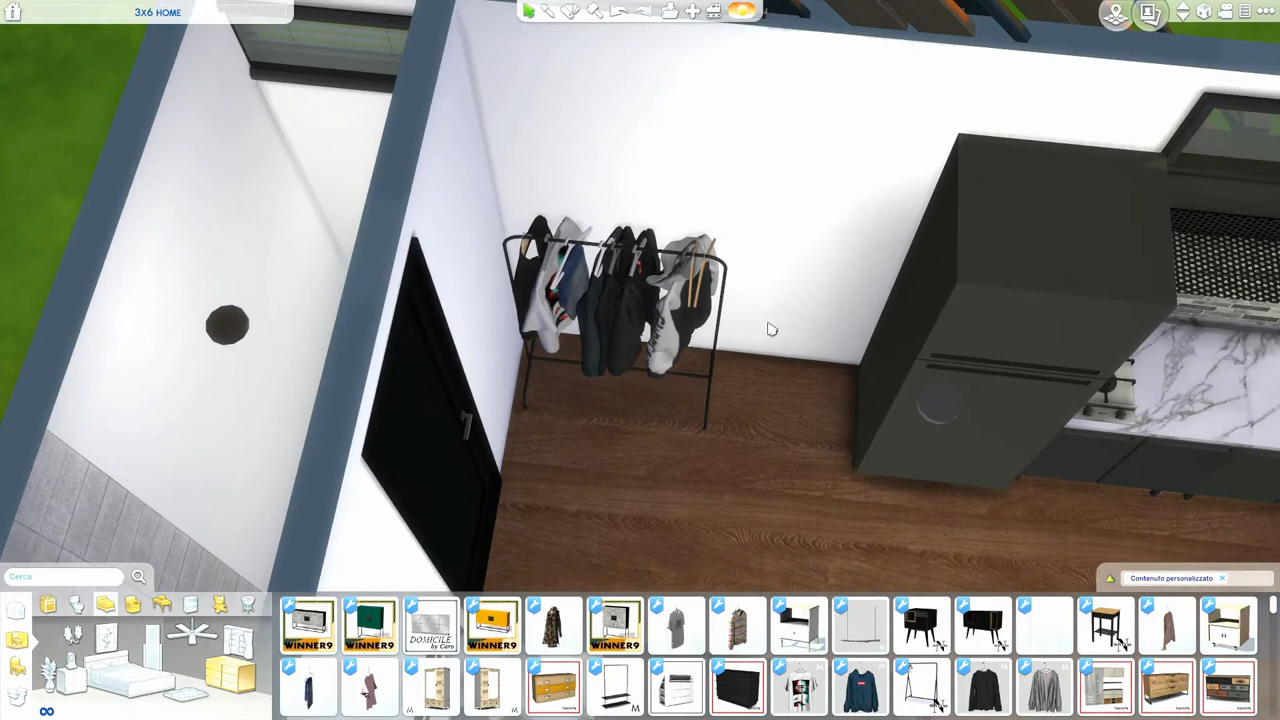 3X6 HOME
Cerca
Contenuto personalizzato
WINNER9
WINNER9
DOMICILE
by Caro
WINNER9
WINNER9